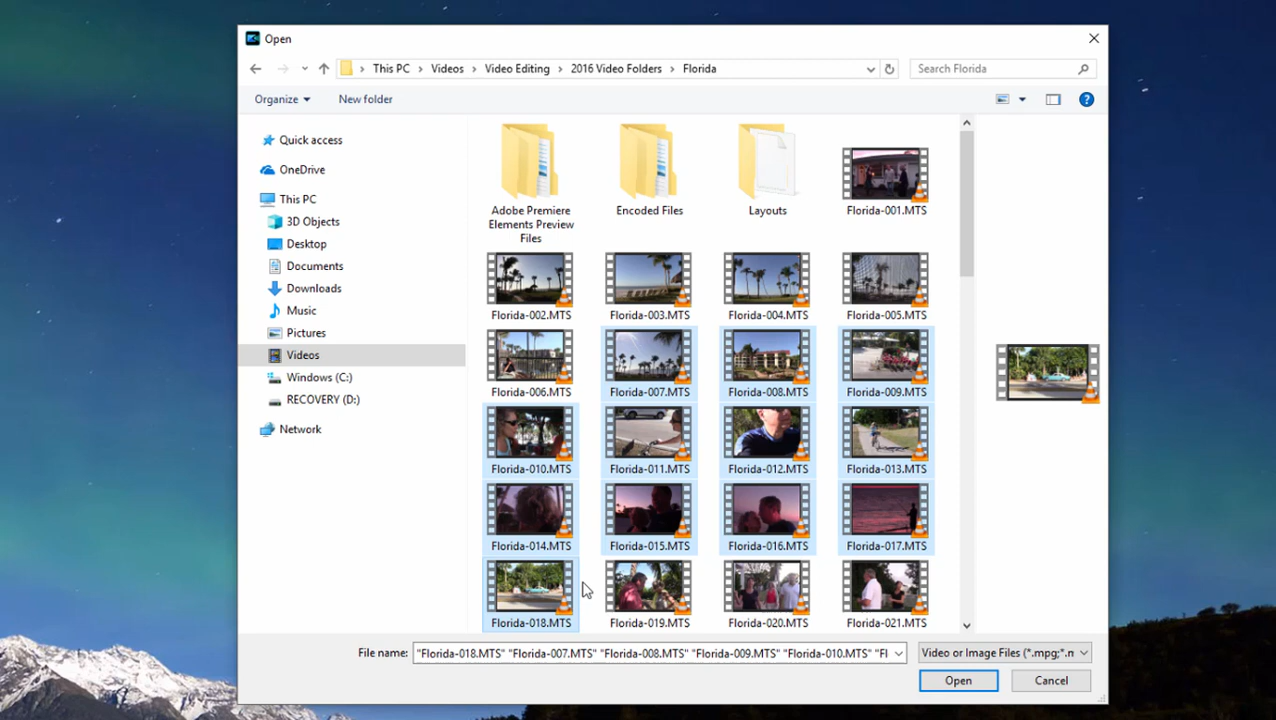 Open
This PC > Videos > Video Editing > 2016 Video Folders > Florida
Search Florida
Organize
New folder
Quick access
OneDrive
This PC
3D Objects
Desktop
Documents
Downloads
Music
Pictures
Videos
Windows (C:)
RECOVERY (D:)
Network
Adobe Premiere
Elements Preview
Files
Encoded Files
Layouts
Florida-001.MTS
Florida-002.MTS
Florida-003.MTS
Florida-004.MTS
Florida-005.MTS
Florida-006.MTS
Florida-007.MTS
Florida-008.MTS
Florida-009.MTS
Florida-010.MTS
Florida-011.MTS
Florida-012.MTS
Florida-013.MTS
Florida-014.MTS
Florida-015.MTS
Florida-016.MTS
Florida-017.MTS
Florida-018.MTS
Florida-019.MTS
Florida-020.MTS
Florida-021.MTS
File name:
"Florida-018.MTS" "Florida-007.MTS" "Florida-008.MTS" "Florida-009.MTS" "Florida-010.MTS" "Fl
Video or Image Files (*.mpg;*.n
Open
Cancel